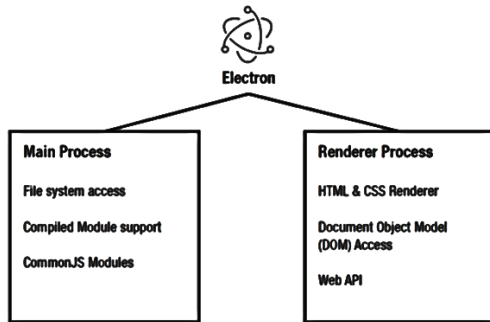 Electron
Main Process
File system access
Compiled Module support
CommonJS Modules
Renderer Process
HTML & CSS Renderer
Document Object Model
(DOM) Access
Web API